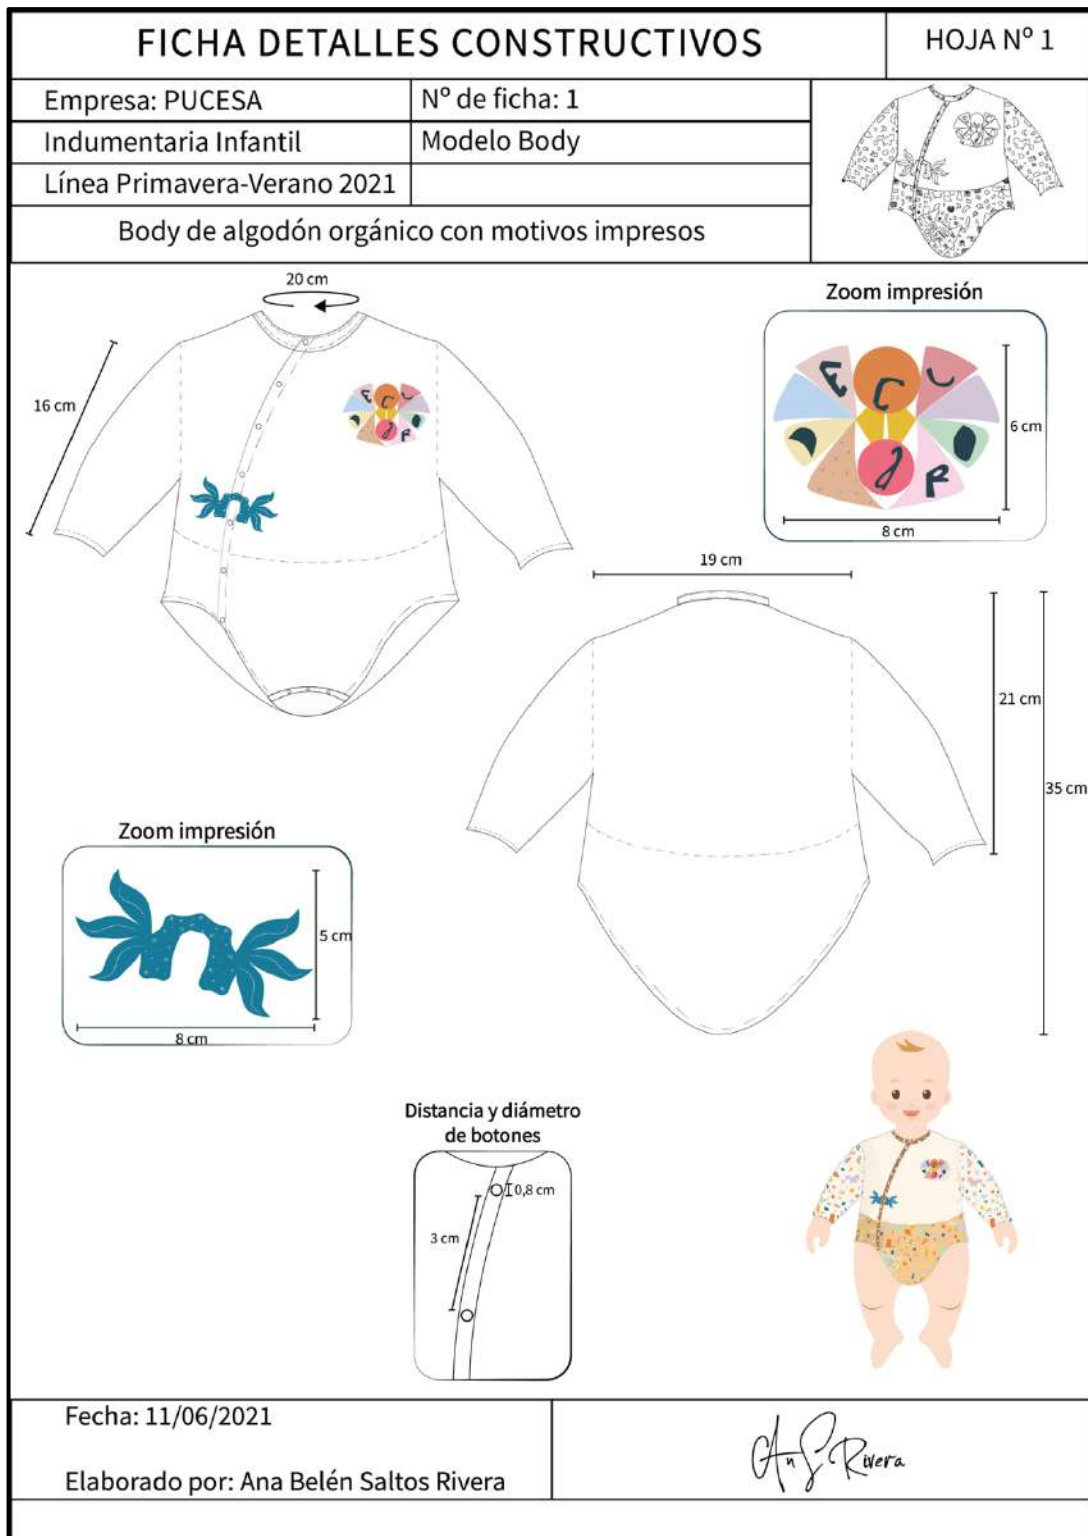 FICHA DETALLES CONSTRUCTIVOS
HOJA Nº 1
Empresa: PUCESA
Nº de ficha: 1
Indumentaria Infantil
Modelo Body
Línea Primavera-Verano 2021
Body de algodón orgánico con motivos impresos
20 cm
16 cm
E C U
A D O R
Zoom impresión
E C U
A D O R
6 cm
8 cm
19 cm
21 cm
35 cm
Zoom impresión
5 cm
8 cm
Distancia y diámetro
de botones
0,8 cm
3 cm
Fecha: 11/06/2021
Elaborado por: Ana Belén Saltos Rivera
An S Rivera